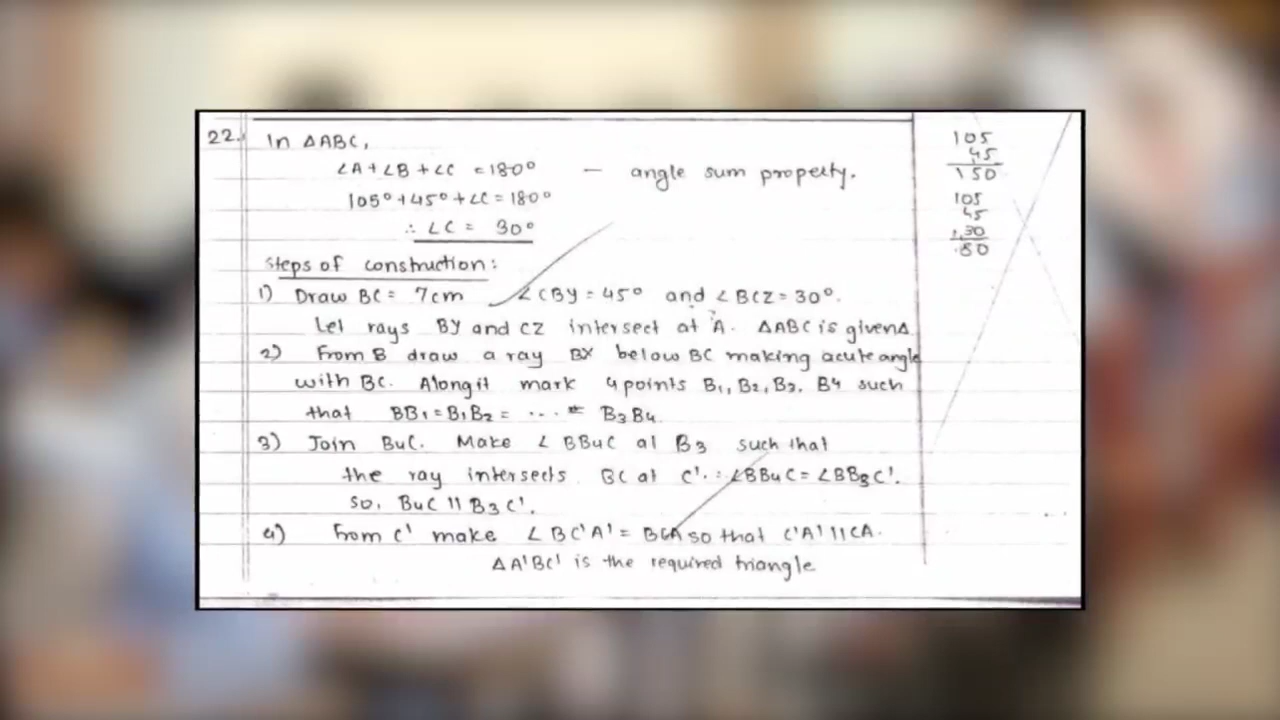 22. In ΔABC,
∠A+∠B+∠C = 180° — angle sum property.
105°+45°+∠C = 180°
∴ ∠C = 30°
Steps of construction:
1) Draw BC = 7cm ∠CBY = 45° and ∠BCZ = 30°.
Let rays BY and CZ intersect at A. ΔABC is given Δ
2) From B draw a ray BX below BC making acute angle
with BC. Along it mark 4 points B1, B2, B3, B4 such
that BB1 = B1B2 = ... = B3B4.
3) Join B4C. Make ∠BB4C at B3 such that
the ray intersects BC at C'. ∠BB4C = ∠BB3C'.
So, B4C || B3C'.
4) From C' make ∠BC'A' = BCA so that C'A' || CA.
ΔA'BC' is the required triangle
105
45
150
105
45
30